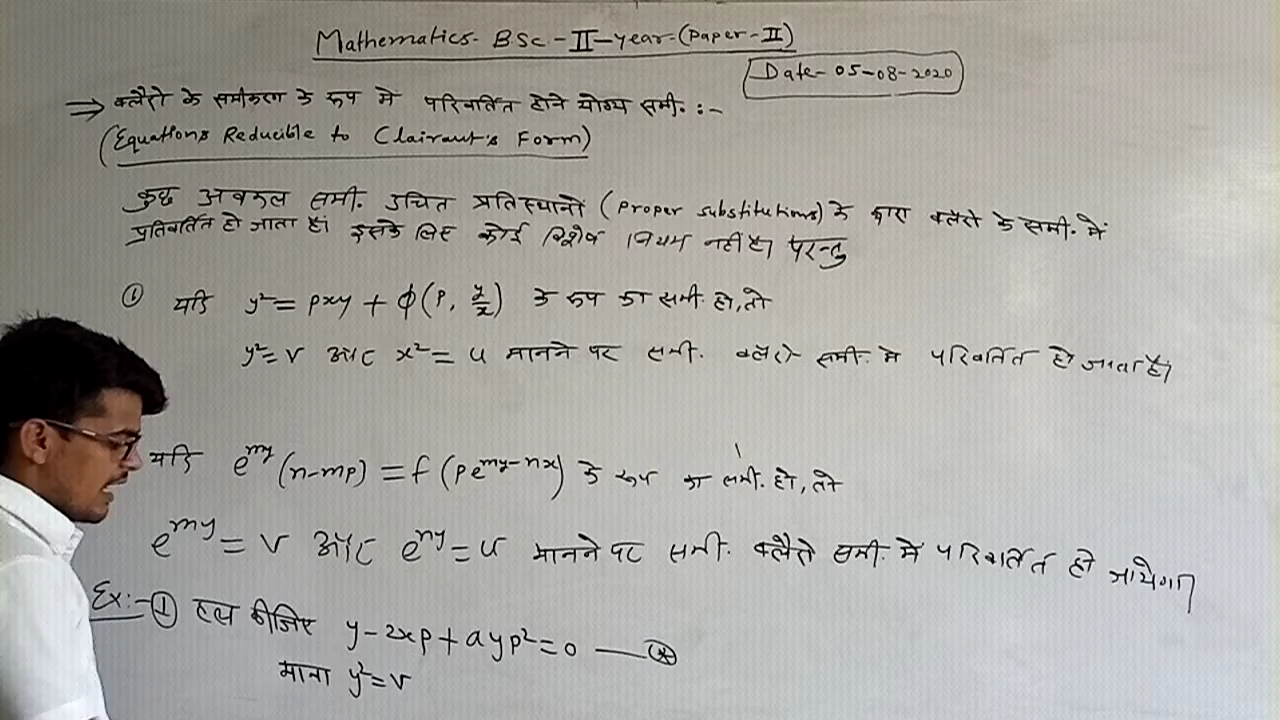 Mathematics- BSc-II-year-(Paper-II)
Date- 05-08-2020
⇒ क्लैरो के समीकरण के रूप में परिवर्तित होने योग्य समी. :-
(Equations Reducible to Clairaut's Form)
कुछ अवकल समी. उचित प्रतिस्थानों (proper substitutions) के द्वारा क्लैरो के समी. में
प्रतिवर्तित हो जाता है। इसके लिए कोई विशेष नियम नहीं है। परन्तु
① यदि y² = pxy + ϕ(p, y/x) के रूप का समी. हो, तो
y² = v और x² = u मानने पर समी. क्लैरो समी. में परिवर्तित हो जाता है।
यदि e^{my}(n-mp) = f(pe^{my-nx}) के रूप का समी. हो, तो
e^{my} = v और e^{ny} = u मानने पर समी. क्लैरो समी. में परिवर्तित हो जायेगा
Ex:- ① हल कीजिए y-2xp+ayp²=0 —⊛
माना y²=v